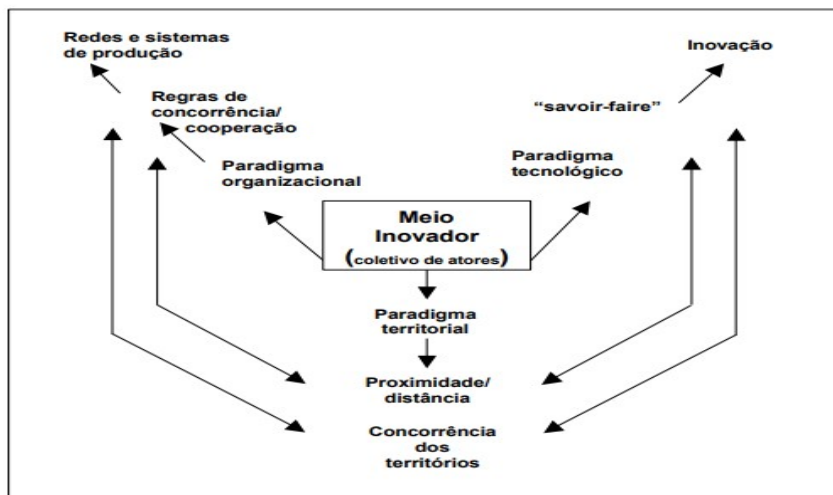 Redes e sistemas
de produção
Inovação
Regras de
concorrência/
cooperação
“savoir-faire”
Paradigma
organizacional
Paradigma
tecnológico
Meio
Inovador
(coletivo de atores)
Paradigma
territorial
Proximidade/
distância
Concorrência
dos
territórios